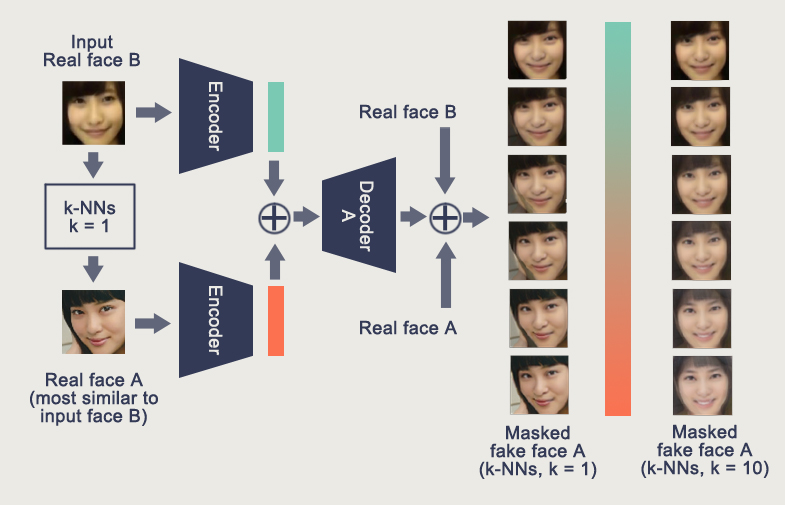 Input
Real face B
Encoder
k-NNs
k = 1
Encoder
Real face A
(most similar to
input face B)
Decoder
A
Real face B
Real face A
Masked
fake face A
(k-NNs, k = 1)
Masked
fake face A
(k-NNs, k = 10)